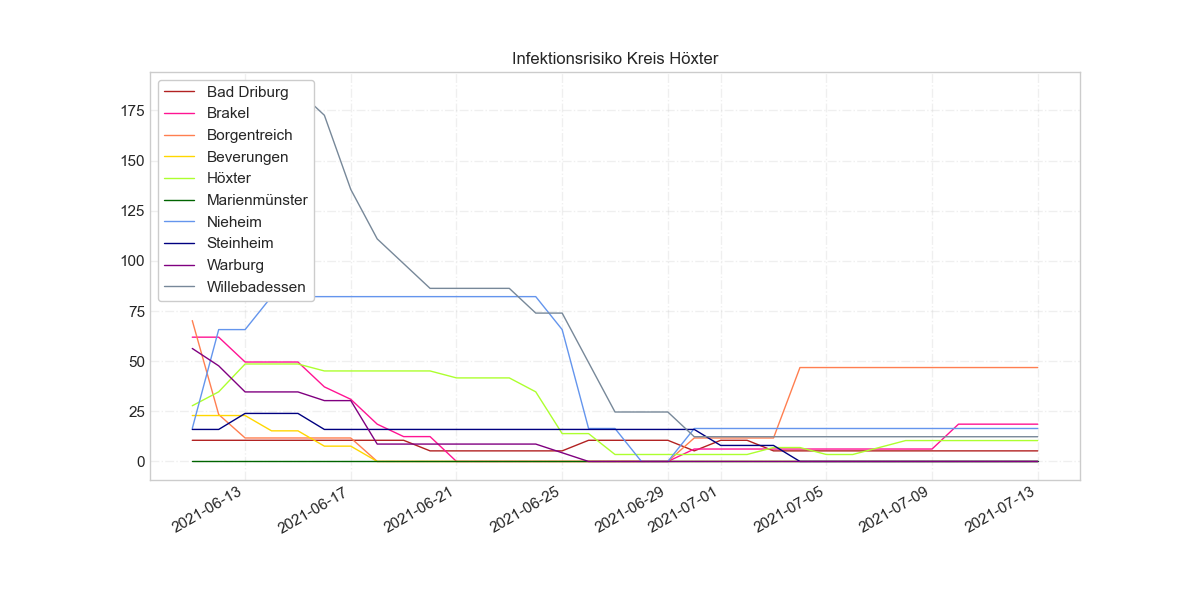 Infektionsrisiko Kreis Höxter
175
150
125
100
75
50
25
0
Bad Driburg
Brakel
Borgentreich
Beverungen
Höxter
Marienmünster
Nieheim
Steinheim
Warburg
Willebadessen
2021-06-13
2021-06-17
2021-06-21
2021-06-25
2021-06-29
2021-07-01
2021-07-05
2021-07-09
2021-07-13